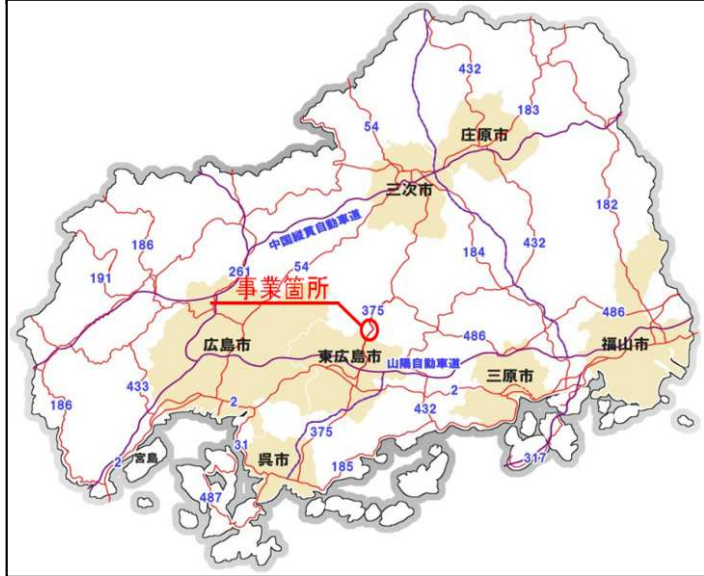 432
183
54
庄原市
三次市
182
中国縦貫自動車道
186
191
261
54
184
432
事業箇所
375
486
486
広島市
東広島市
山陽自動車道
福山市
三原市
433
186
2
2
432
375
31
呉市
185
2
宮島
487
317